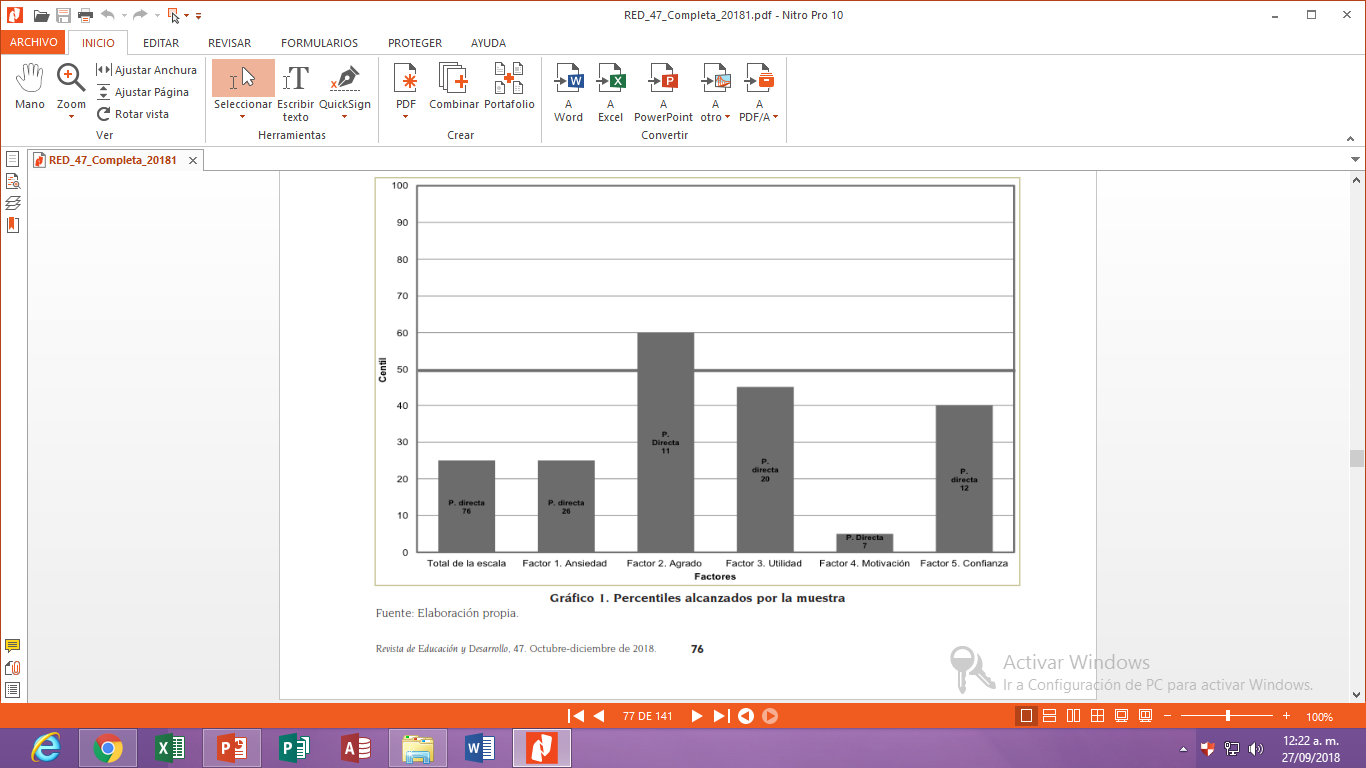 RED_47_Completa_20181.pdf - Nitro Pro 10
ARCHIVO INICIO EDITAR REVISAR FORMULARIOS PROTEGER AYUDA
Mano
Zoom
Ajustar Anchura
Ajustar Página
Rotar vista
Ver
Seleccionar
Escribir
texto
QuickSign
Herramientas
PDF
Combinar
Portafolio
Crear
A
Word
A
Excel
A
PowerPoint
A
otro
A
PDF/A
Convertir
RED_47_Completa_20181
100
90
80
70
60
50
40
30
20
10
0
Centil
P. directa
76
P. directa
26
P.
Directa
11
P.
directa
20
P. Directa
7
P.
directa
12
Total de la escala Factor 1. Ansiedad Factor 2. Agrado Factor 3. Utilidad Factor 4. Motivación Factor 5. Confianza
Factores
Gráfico 1. Percentiles alcanzados por la muestra
Fuente: Elaboración propia.
Revista de Educación y Desarrollo, 47. Octubre-diciembre de 2018. 76
Activar Windows
Ir a Configuración de PC para activar Windows.
77 DE 141
100%
12:22 a. m.
27/09/2018